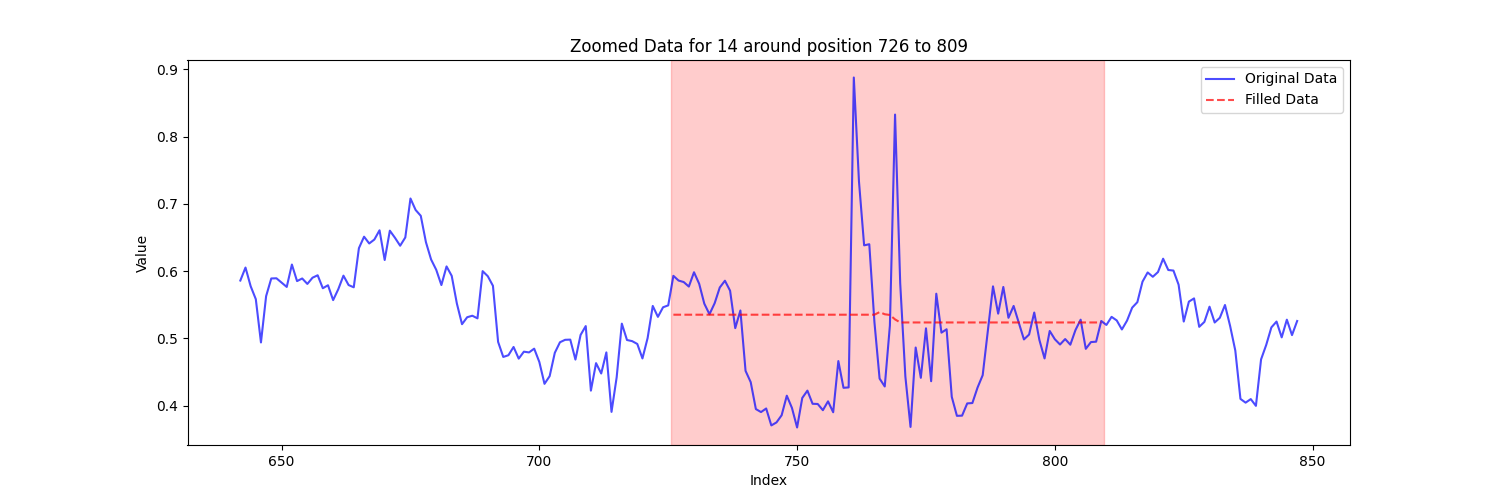 Zoomed Data for 14 around position 726 to 809
Original Data
Filled Data
0.9
0.8
0.7
0.6
0.5
0.4
Value
650
700
750
800
850
Index